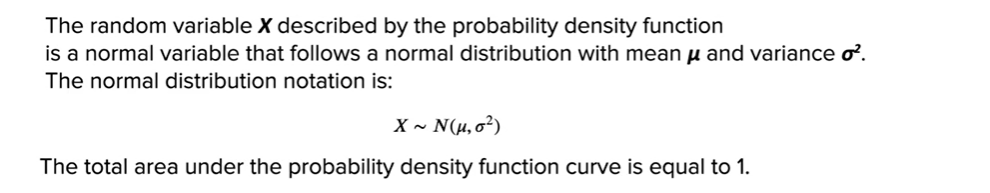 The random variable X described by the probability density function
is a normal variable that follows a normal distribution with mean μ and variance σ².
The normal distribution notation is:
X ~ N(μ, σ²)
The total area under the probability density function curve is equal to 1.